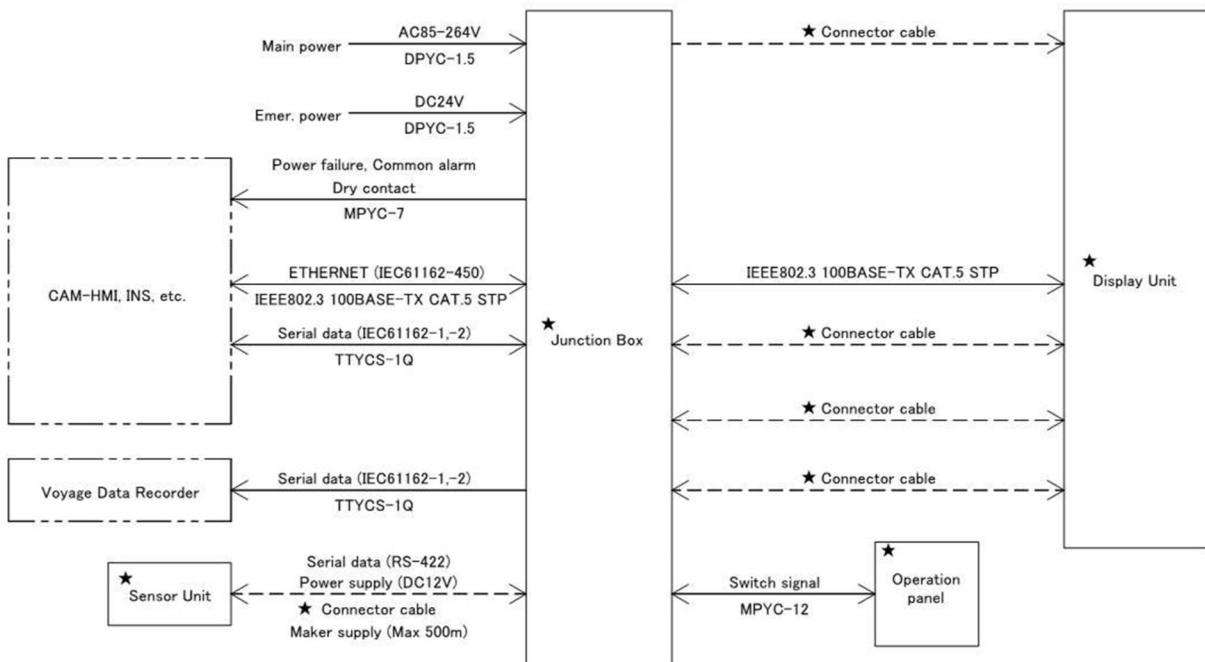 AC85-264V
Main power
DPYC-1.5
★ Connector cable
DC24V
Emer. power
DPYC-1.5
Power failure, Common alarm
Dry contact
MPYC-7
CAM-HMI, INS, etc.
ETHERNET (IEC61162-450)
IEEE802.3 100BASE-TX CAT.5 STP
Serial data (IEC61162-1,-2)
TTYCS-1Q
★
Junction Box
IEEE802.3 100BASE-TX CAT.5 STP
★ Connector cable
★ Connector cable
★ Connector cable
★
Display Unit
Voyage Data Recorder
Serial data (IEC61162-1,-2)
TTYCS-1Q
★
Sensor Unit
Serial data (RS-422)
Power supply (DC12V)
★ Connector cable
Maker supply (Max 500m)
Switch signal
MPYC-12
★
Operation
panel